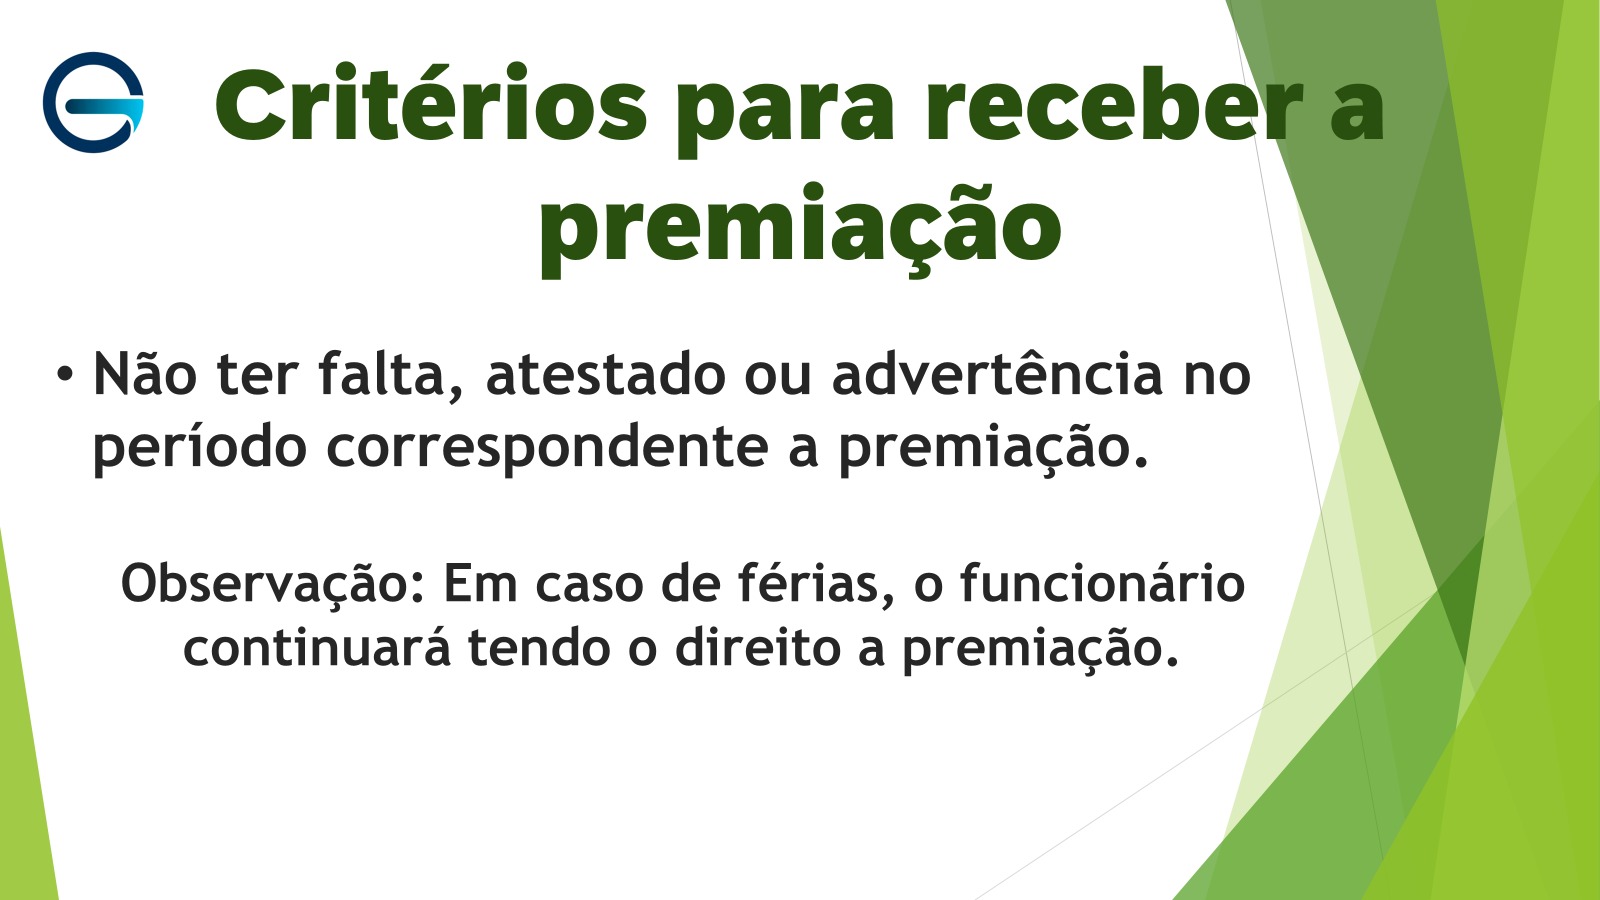 Critérios para receber a
premiação
• Não ter falta, atestado ou advertência no
período correspondente a premiação.
Observação: Em caso de férias, o funcionário
continuará tendo o direito a premiação.